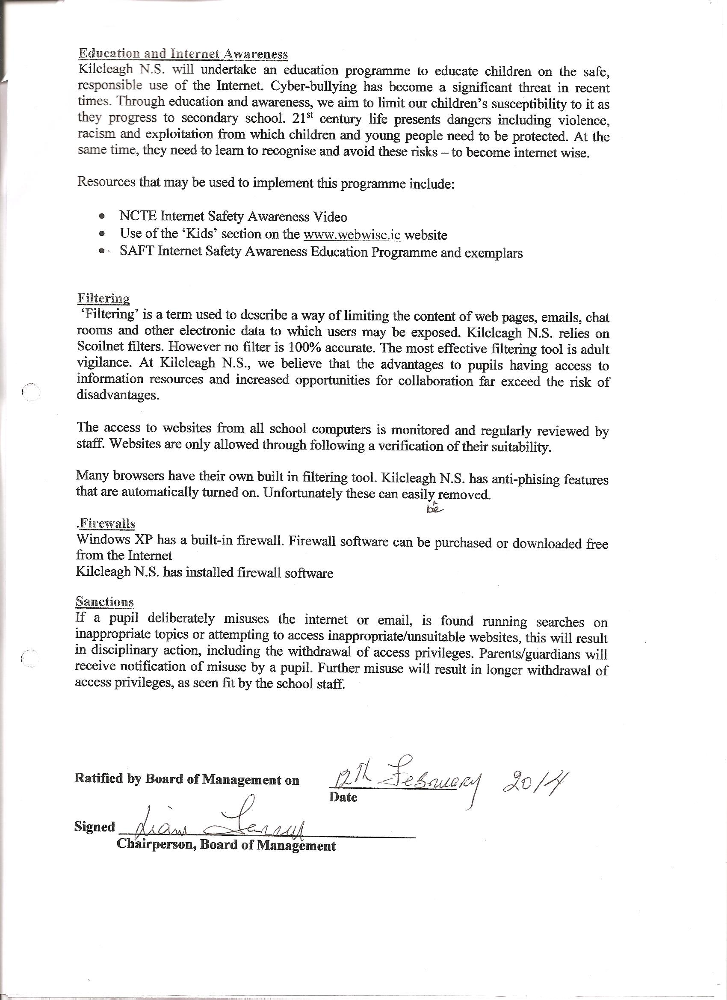 Education and Internet Awareness
Kilcleagh N.S. will undertake an education programme to educate children on the safe,
responsible use of the Internet. Cyber-bullying has become a significant threat in recent
times. Through education and awareness, we aim to limit our children's susceptibility to it as
they progress to secondary school. 21st century life presents dangers including violence,
racism and exploitation from which children and young people need to be protected. At the
same time, they need to learn to recognise and avoid these risks – to become internet wise.
Resources that may be used to implement this programme include:
• NCTE Internet Safety Awareness Video
• Use of the 'Kids' section on the www.webwise.ie website
• SAFT Internet Safety Awareness Education Programme and exemplars
Filtering
'Filtering' is a term used to describe a way of limiting the content of web pages, emails, chat
rooms and other electronic data to which users may be exposed. Kilcleagh N.S. relies on
Scoilnet filters. However no filter is 100% accurate. The most effective filtering tool is adult
vigilance. At Kilcleagh N.S., we believe that the advantages to pupils having access to
information resources and increased opportunities for collaboration far exceed the risk of
disadvantages.
The access to websites from all school computers is monitored and regularly reviewed by
staff. Websites are only allowed through following a verification of their suitability.
Many browsers have their own built in filtering tool. Kilcleagh N.S. has anti-phising features
that are automatically turned on. Unfortunately these can easily removed.
be
.Firewalls
Windows XP has a built-in firewall. Firewall software can be purchased or downloaded free
from the Internet
Kilcleagh N.S. has installed firewall software
Sanctions
If a pupil deliberately misuses the internet or email, is found running searches on
inappropriate topics or attempting to access inappropriate/unsuitable websites, this will result
in disciplinary action, including the withdrawal of access privileges. Parents/guardians will
receive notification of misuse by a pupil. Further misuse will result in longer withdrawal of
access privileges, as seen fit by the school staff.
Ratified by Board of Management on 12th February 2014
Date
Signed Liam
Chairperson, Board of Management